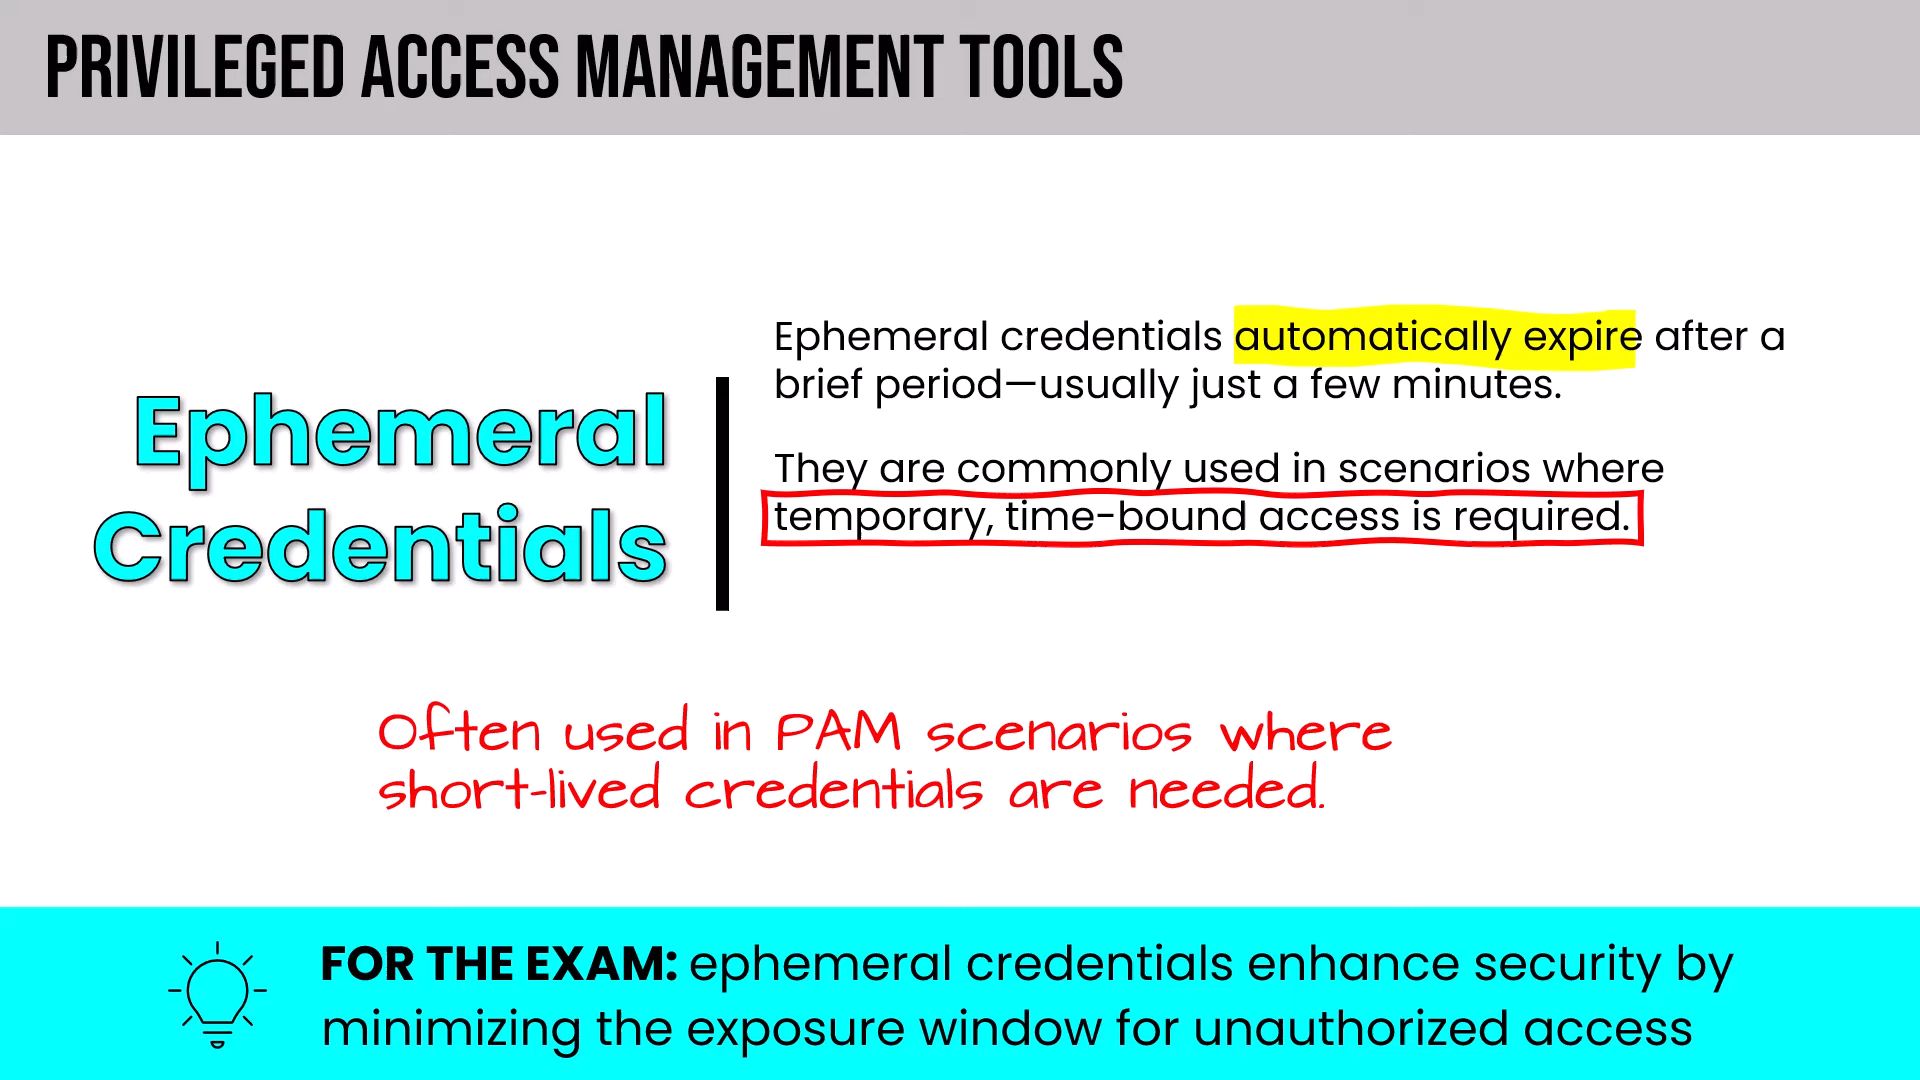 PRIVILEGED ACCESS MANAGEMENT TOOLS
Ephemeral
Credentials
Ephemeral credentials automatically expire after a
brief period—usually just a few minutes.
They are commonly used in scenarios where
temporary, time-bound access is required.
Often used in PAM scenarios where
short-lived credentials are needed.
FOR THE EXAM: ephemeral credentials enhance security by
minimizing the exposure window for unauthorized access